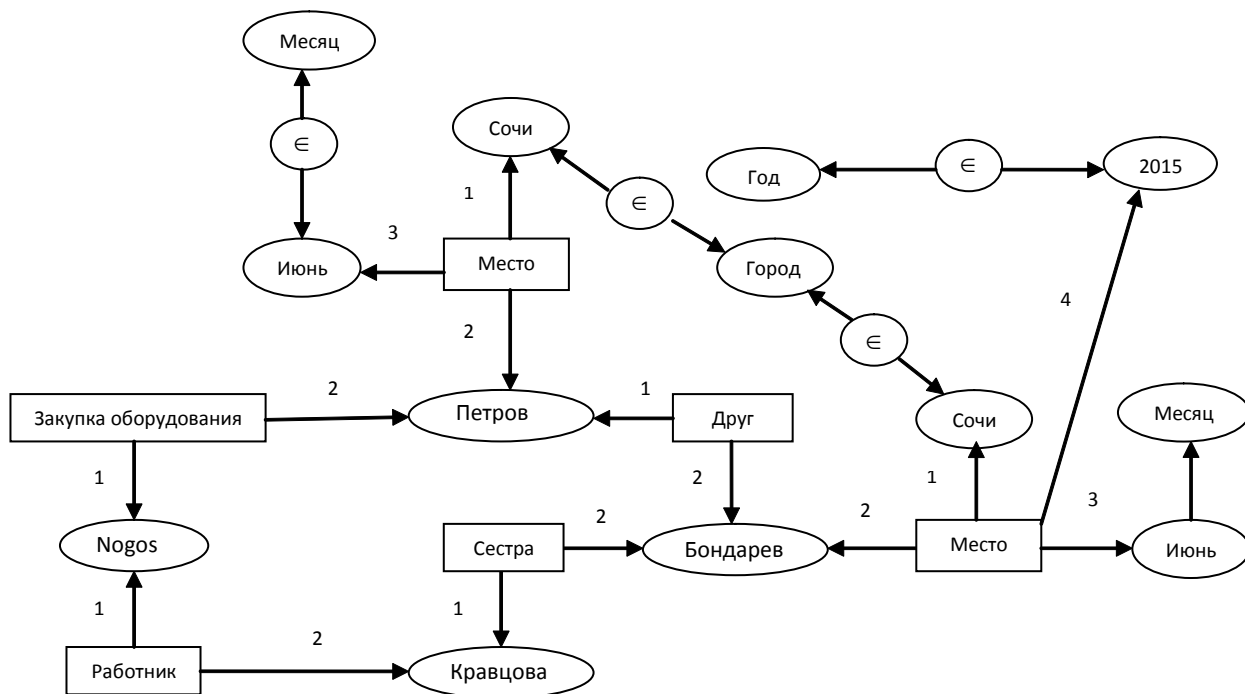 Месяц
∈
Сочи
Год
∈
2015
1
∈
3
Июнь
Место
Город
4
2
∈
Закупка оборудования
2
Петров
1
Друг
Сочи
Месяц
1
2
1
Nogos
Сестра
2
Бондарев
2
Место
3
Июнь
1
2
1
Работник
Кравцова